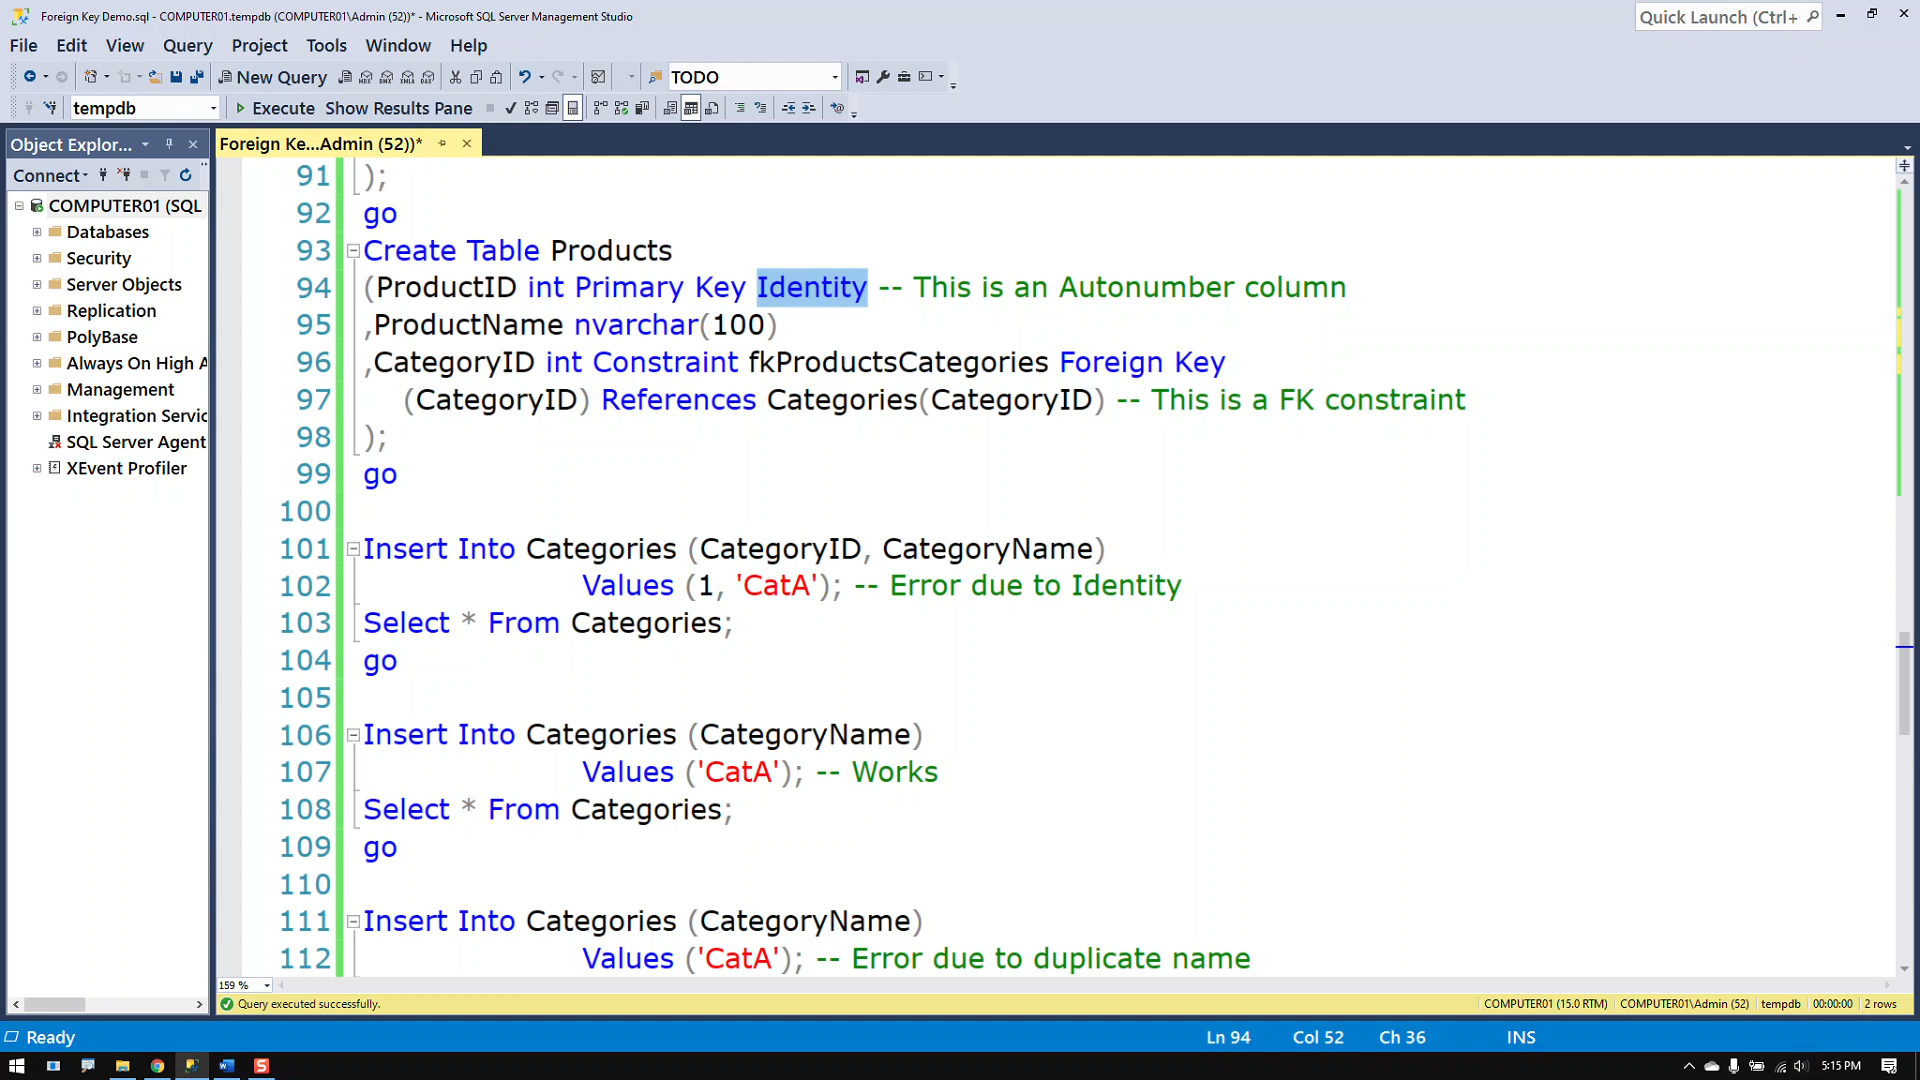 Foreign Key Demo.sql - COMPUTER01.tempdb (COMPUTER01\Admin (52))* - Microsoft SQL Server Management Studio
Quick Launch (Ctrl+
File Edit View Query Project Tools Window Help
New Query
TODO
tempdb
Execute Show Results Pane
Object Explor...
Foreign Ke...Admin (52))*
Connect
COMPUTER01 (SQL
Databases
Security
Server Objects
Replication
PolyBase
Always On High A
Management
Integration Servic
SQL Server Agent
XEvent Profiler
91 );
92 go
93 Create Table Products
94 (ProductID int Primary Key Identity -- This is an Autonumber column
95 ,ProductName nvarchar(100)
96 ,CategoryID int Constraint fkProductsCategories Foreign Key
97 (CategoryID) References Categories(CategoryID) -- This is a FK constraint
98 );
99 go
100
101 Insert Into Categories (CategoryID, CategoryName)
102 Values (1, 'CatA'); -- Error due to Identity
103 Select * From Categories;
104 go
105
106 Insert Into Categories (CategoryName)
107 Values ('CatA'); -- Works
108 Select * From Categories;
109 go
110
111 Insert Into Categories (CategoryName)
112 Values ('CatA'); -- Error due to duplicate name
159 %
Query executed successfully.
COMPUTER01 (15.0 RTM) COMPUTER01\Admin (52) tempdb 00:00:00 2 rows
Ready
Ln 94 Col 52 Ch 36 INS
5:15 PM